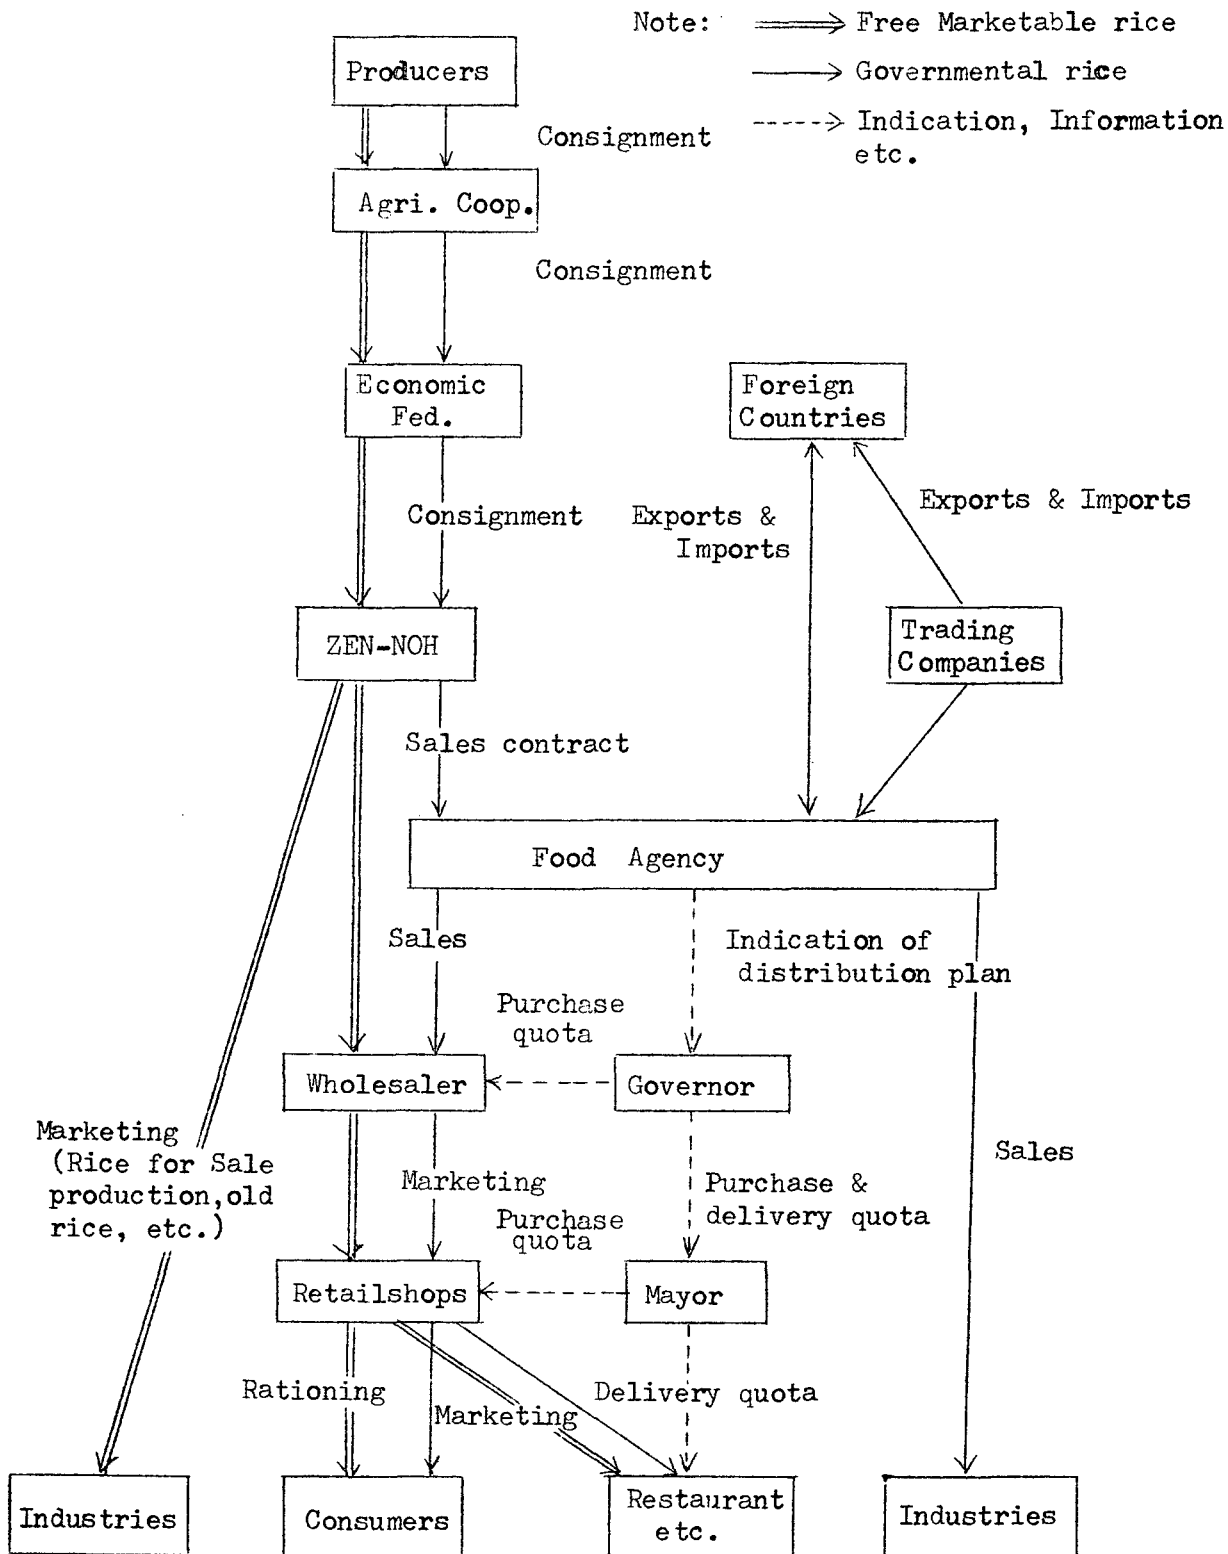 Note:
Free Marketable rice
Governmental rice
Indication, Information
etc.
Producers
Consignment
Agri. Coop.
Consignment
Economic
Fed.
Foreign
Countries
Consignment
Exports &
Imports
Exports & Imports
ZEN-NOH
Trading
Companies
Sales contract
Food Agency
Sales
Indication of
distribution plan
Purchase
quota
Wholesaler
Governor
Marketing
(Rice for Sale
production,old
rice, etc.)
Marketing
Purchase &
delivery quota
Sales
Purchase
quota
Retailshops
Mayor
Rationing
Marketing
Delivery quota
Industries
Consumers
Restaurant
etc.
Industries